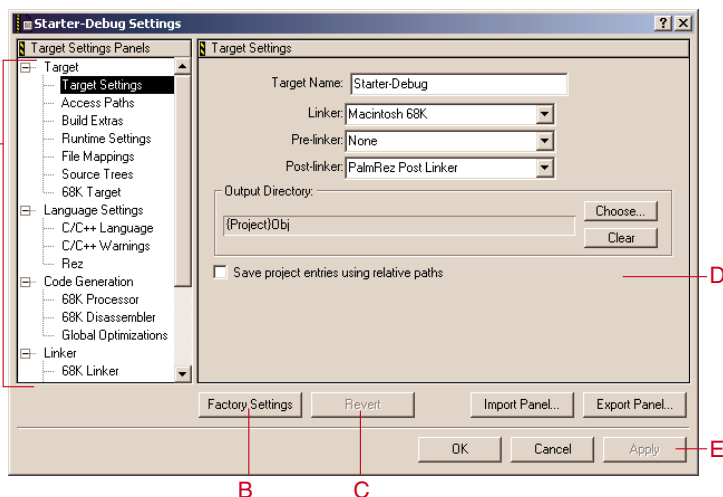 Starter-Debug Settings
Target Settings Panels
Target
Target Settings
Access Paths
Build Extras
Runtime Settings
File Mappings
Source Trees
68K Target
Language Settings
C/C++ Language
C/C++ Warnings
Rez
Code Generation
68K Processor
68K Disassembler
Global Optimizations
Linker
68K Linker
Target Settings
Target Name: Starter-Debug
Linker: Macintosh 68K
Pre-linker: None
Post-linker: PalmRez Post Linker
Output Directory:
{Project}Obj
Choose...
Clear
Save project entries using relative paths
D
Factory Settings Revert Import Panel... Export Panel...
OK Cancel Apply
E
B C